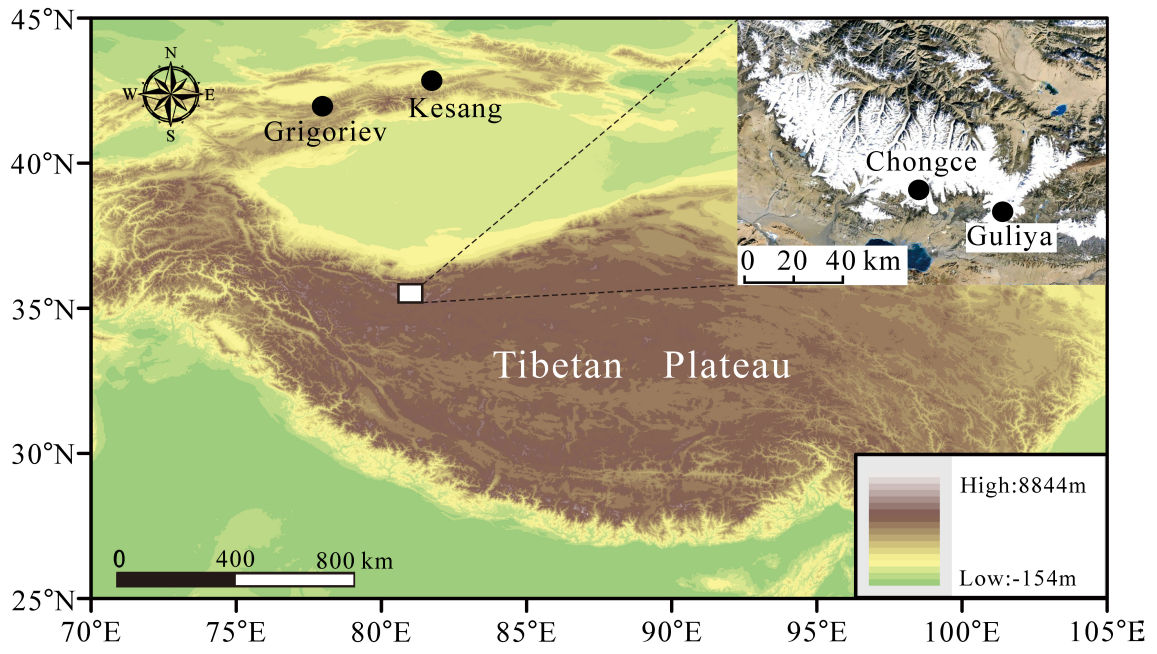 45°N
40°N
35°N
30°N
25°N
N
W E
S
Grigoriev
Kesang
Chongce
Guliya
0 20 40 km
Tibetan Plateau
High:8844m
Low:-154m
0 400 800 km
70°E 75°E 80°E 85°E 90°E 95°E 100°E 105°E